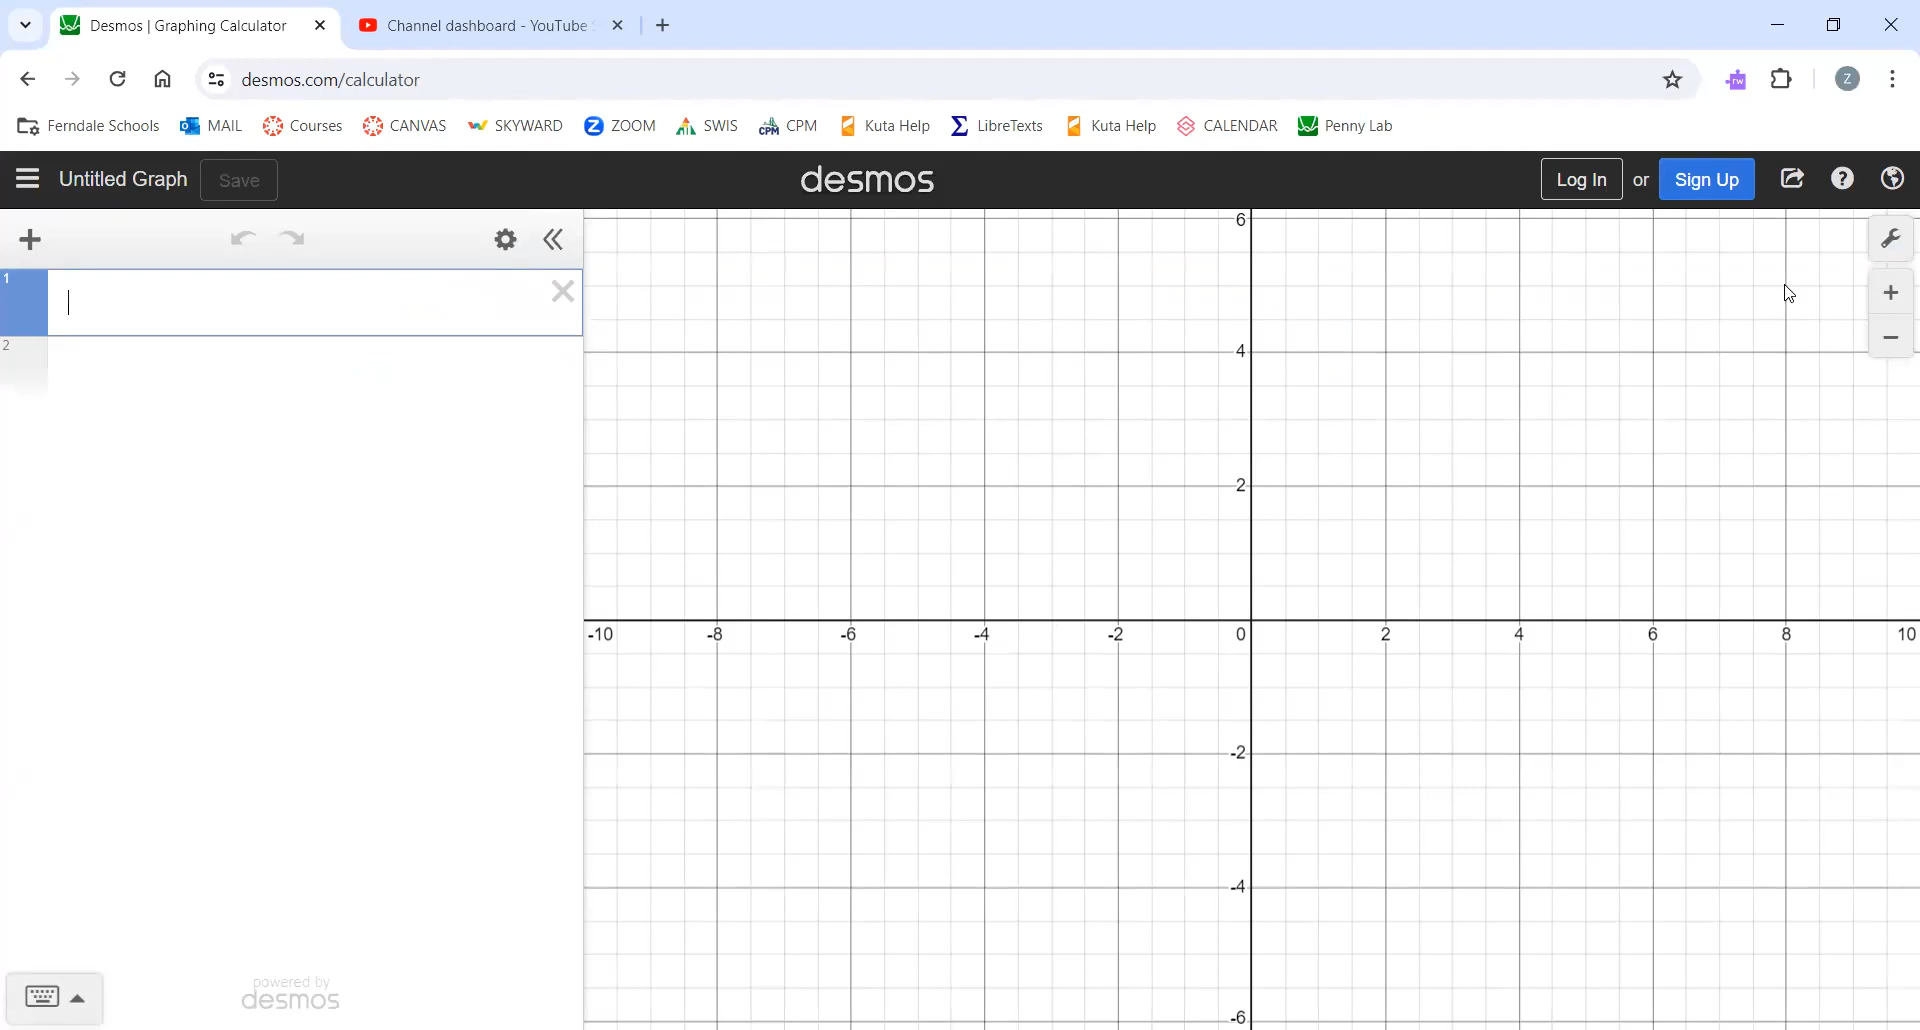 Desmos | Graphing Calculator
Channel dashboard - YouTube
desmos.com/calculator
rw
Z
Ferndale Schools
MAIL
Courses
CANVAS
SKYWARD
Z ZOOM
SWIS
CPM CPM
Kuta Help
Σ LibreTexts
Kuta Help
CALENDAR
Penny Lab
Untitled Graph
Save
desmos
Log In or Sign Up
1
2
6
4
2
-10 -8 -6 -4 -2 0 2 4 6 8 10
-2
-4
-6
powered by
desmos